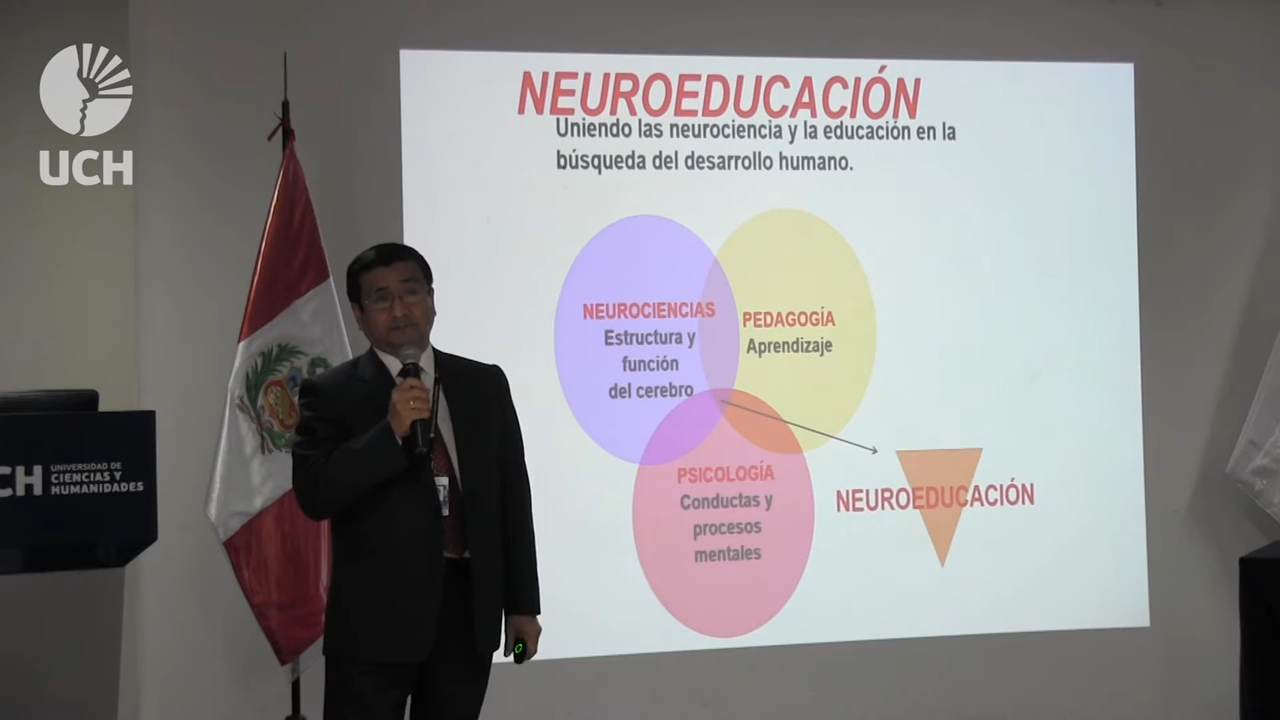 UCH
NEUROEDUCACIÓN
Uniendo las neurociencia y la educación en la
búsqueda del desarrollo humano.
NEUROCIENCIAS
Estructura y
función
del cerebro
PEDAGOGÍA
Aprendizaje
PSICOLOGÍA
Conductas y
procesos
mentales
NEUROEDUCACIÓN
CH
UNIVERSIDAD DE
CIENCIAS Y
HUMANIDADES